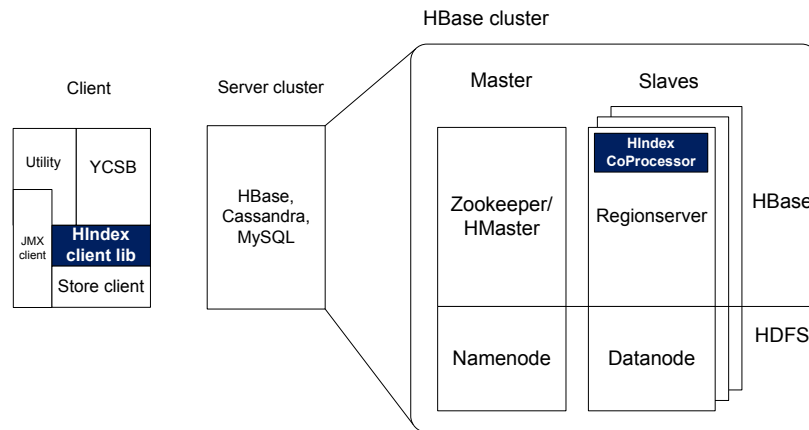 HBase cluster
Client
Server cluster
Master
Slaves
Utility
YCSB
JMX
client
HIndex
client lib
Store client
HBase,
Cassandra,
MySQL
Zookeeper/
HMaster
HIndex
CoProcessor
Regionserver
HBase
HDFS
Namenode
Datanode